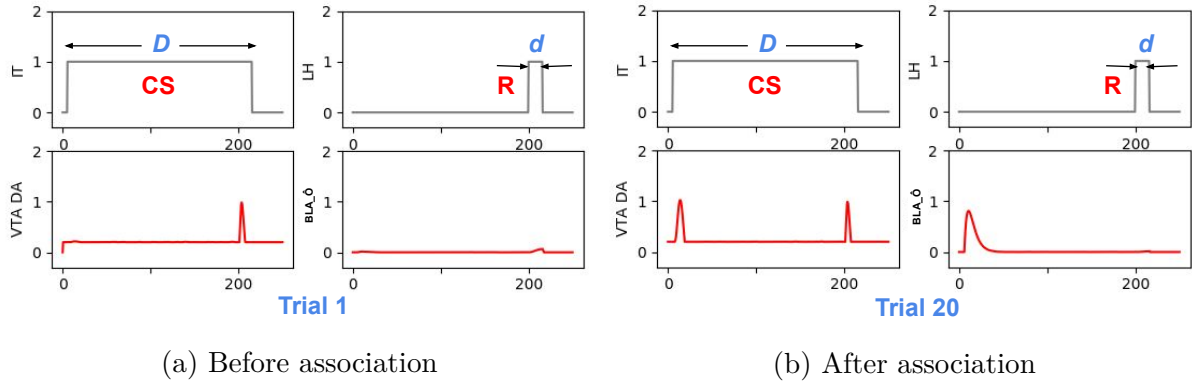 2 2 2 2
D d D d
IT 1 LH 1 IT 1 LH 1
CS R CS R
0 0 0 0
0 200 0 200 0 200 0 200
2 2 2 2
VTA DA 1 BLA_Ô 1 VTA DA 1 BLA_Ô 1
0 0 0 0
0 200 0 200 0 200 0 200
Trial 1 Trial 20
(a) Before association (b) After association